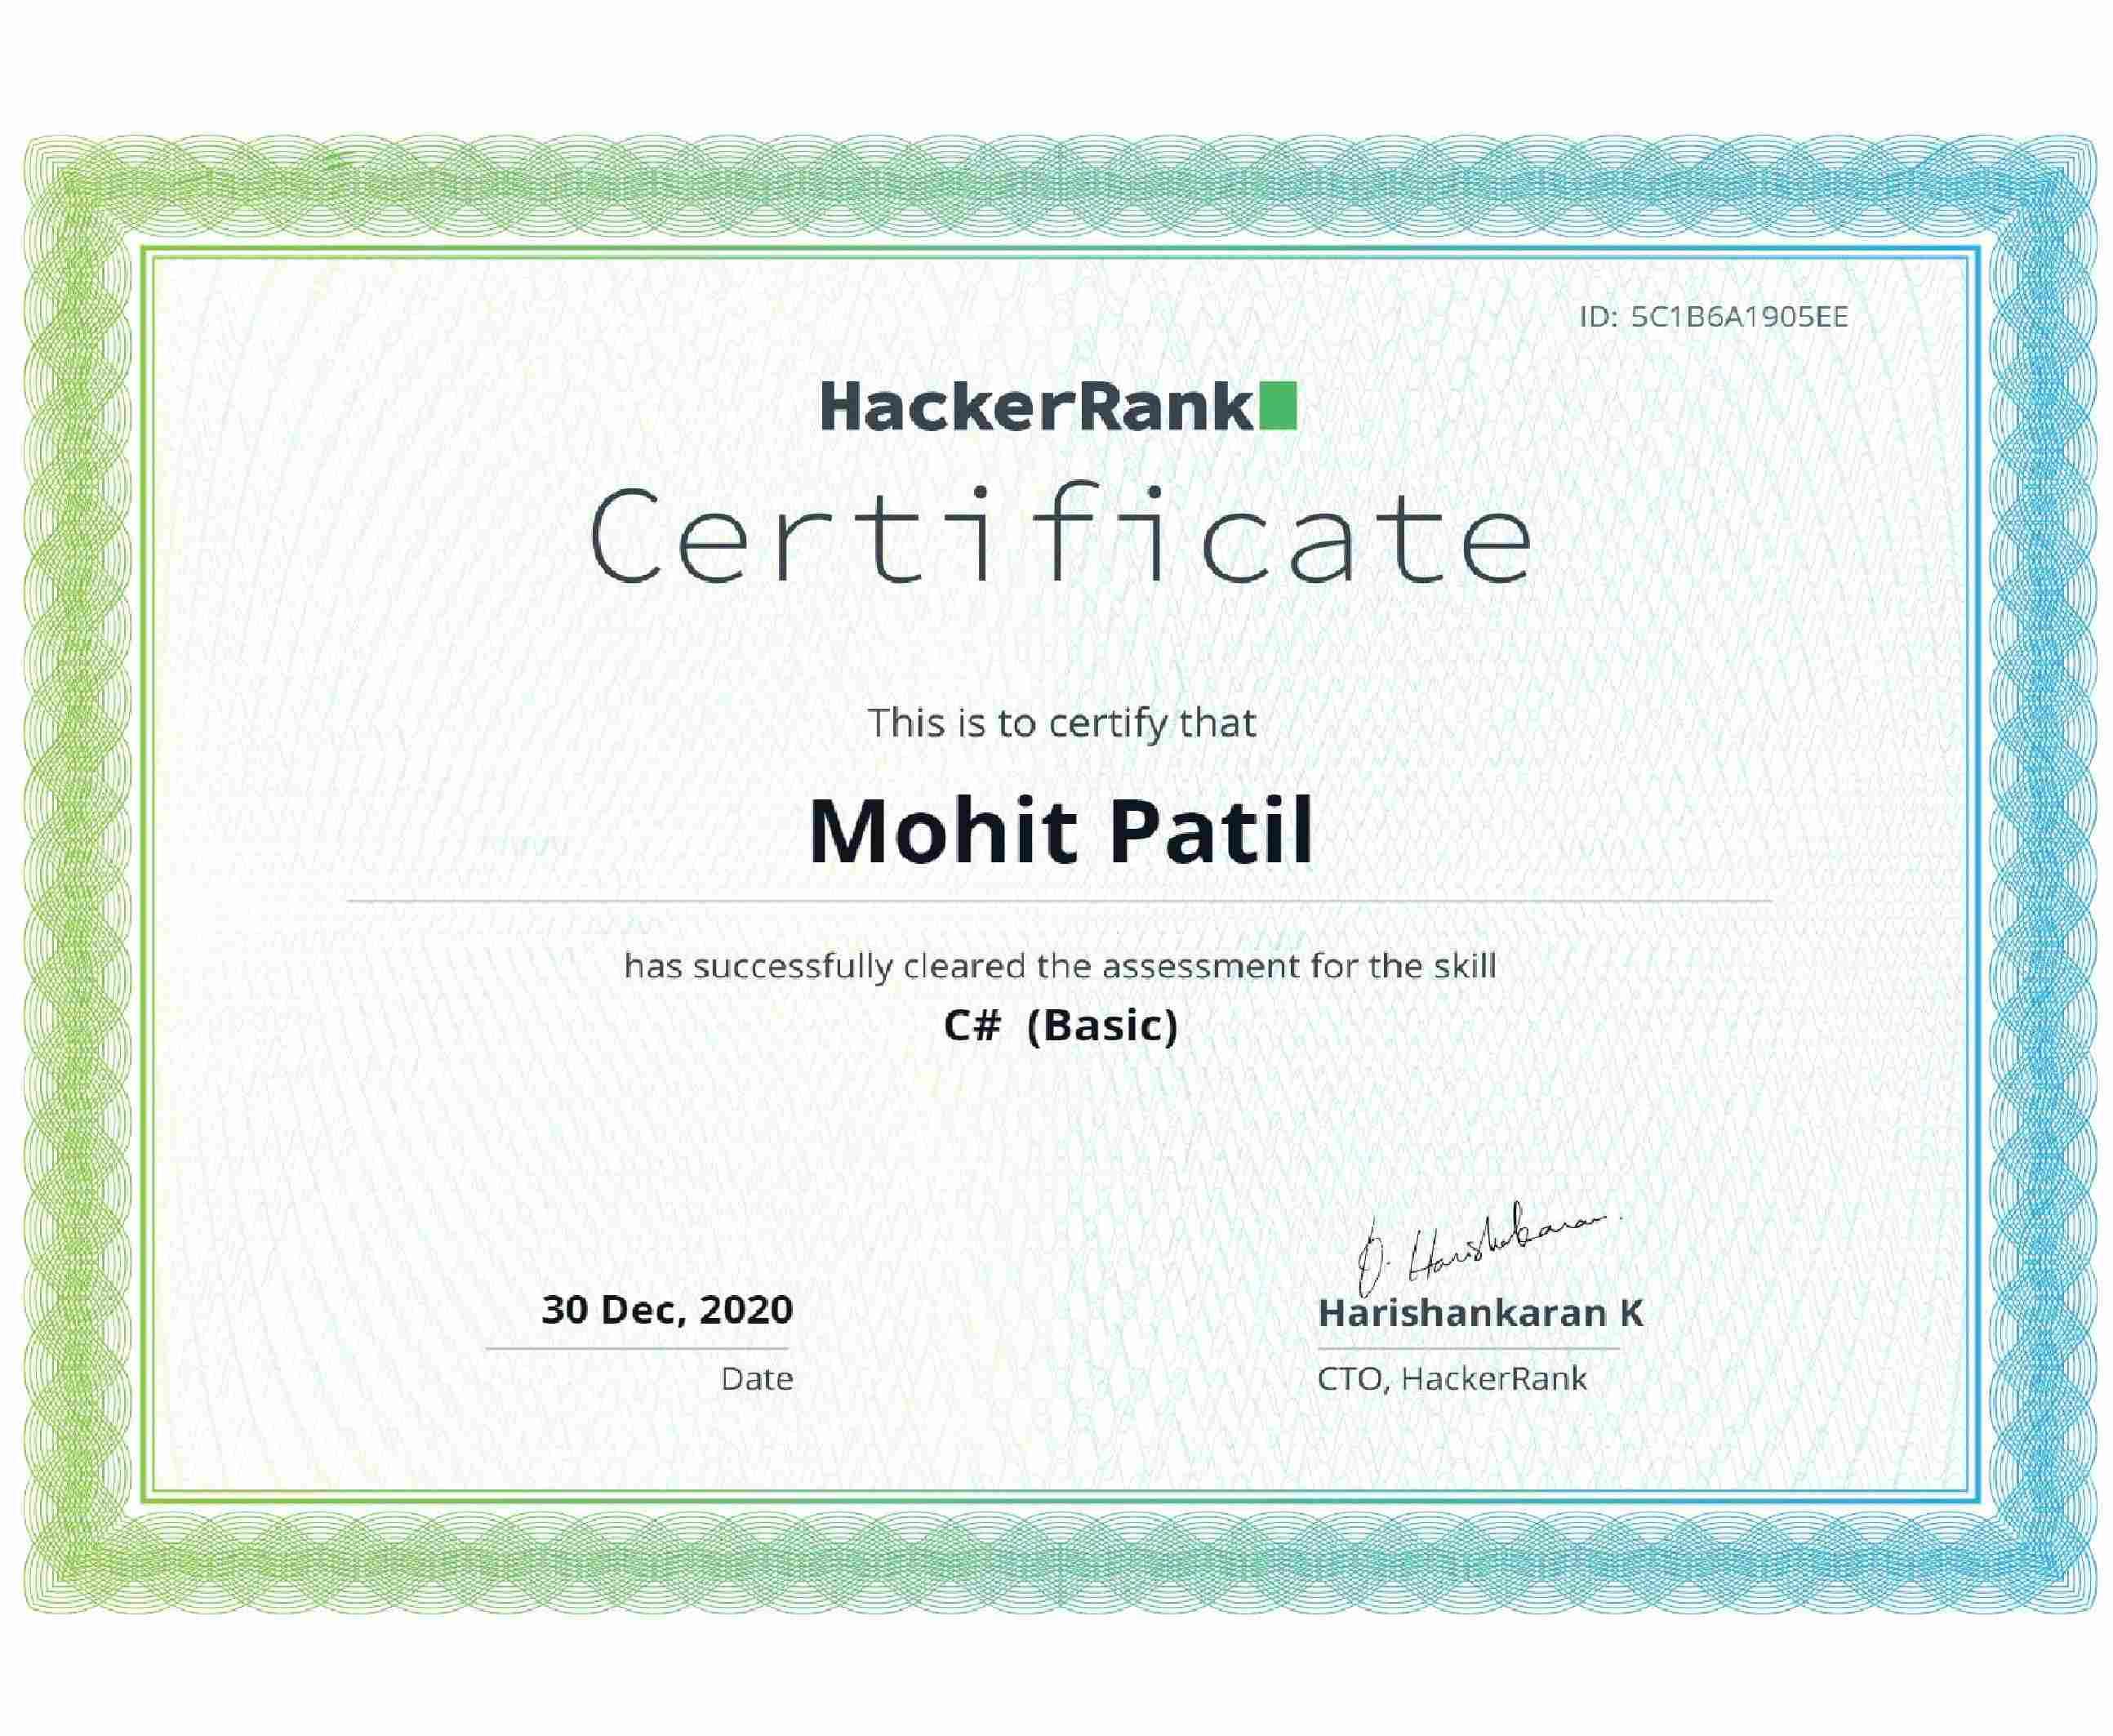 ID: 5C1B6A1905EE
HackerRank
Certificate
This is to certify that
Mohit Patil
has successfully cleared the assessment for the skill
C# (Basic)
D. Harishankaran
30 Dec, 2020
Harishankaran K
Date
CTO, HackerRank